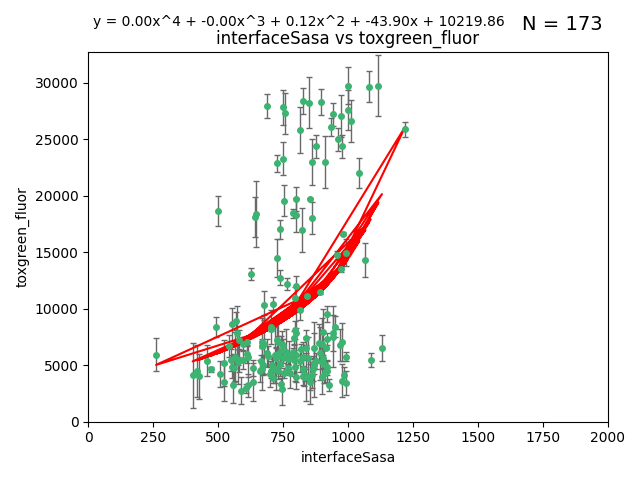 y = 0.00x^4 + -0.00x^3 + 0.12x^2 + -43.90x + 10219.86
N = 173
interfaceSasa vs toxgreen_fluor
30000
25000
20000
15000
10000
5000
0
toxgreen_fluor
0 250 500 750 1000 1250 1500 1750 2000
interfaceSasa